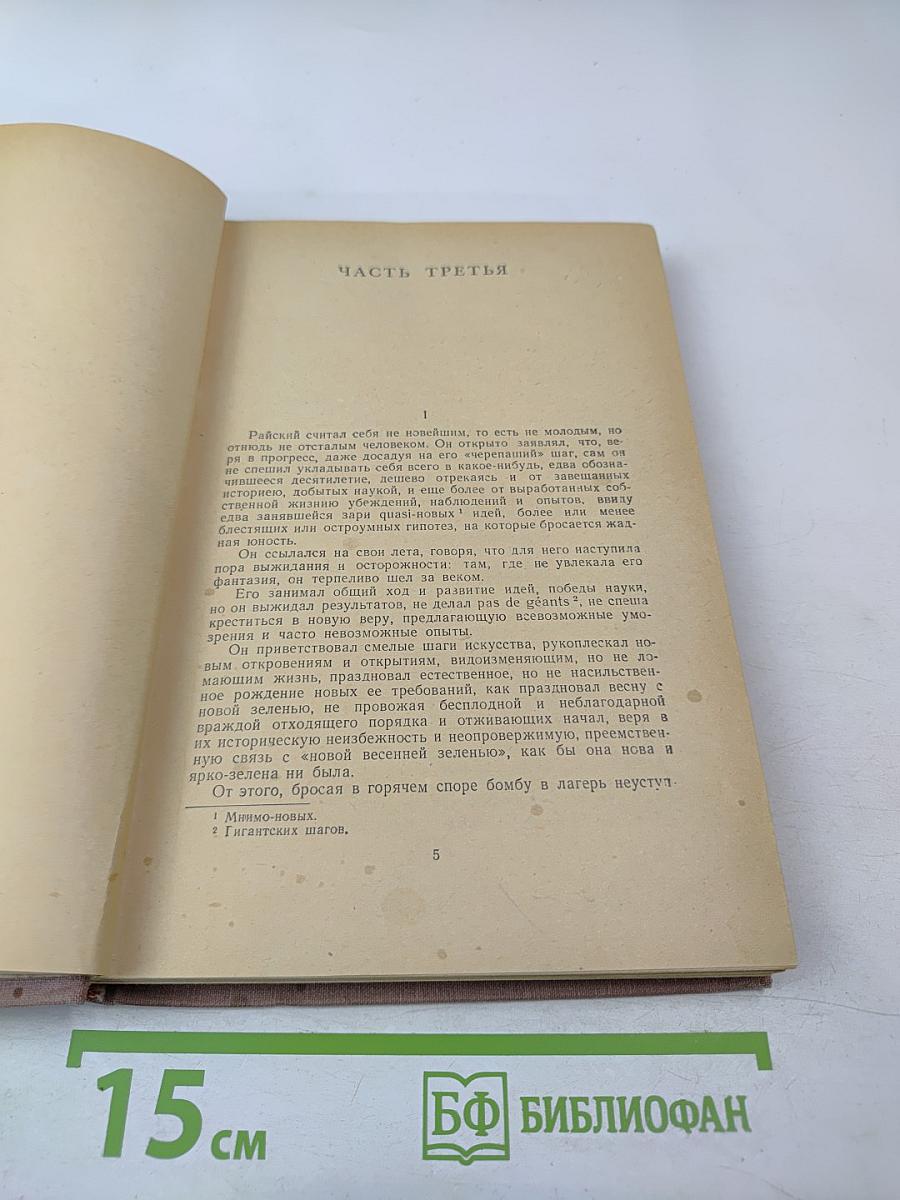 ЧАСТЬ ТРЕТЬЯ
1
Райский считал себя не новейшим, то есть не молодым, но
отнюдь не отсталым человеком. Он открыто заявлял, что, ве-
ря в прогресс, даже досадуя на его «черепаший» шаг, сам он
не спешил укладывать себя всего в какое-нибудь, едва обозна-
чившееся десятилетие, дешево отрекаясь и от завещанных
историею, добытых наукой, и еще более от выработанных соб-
ственной жизнию убеждений, наблюдений и опытов, ввиду
едва занявшейся зари quasi-новых ¹ идей, более или менее
блестящих или остроумных гипотез, на которые бросается жад-
ная юность.
Он ссылался на свои лета, говоря, что для него наступила
пора выжидания и осторожности: там, где не увлекала его
фантазия, он терпеливо шел за веком.
Его занимал общий ход и развитие идей, победы науки,
но он выжидал результатов, не делал pas de géants ², не спеша
креститься в новую веру, предлагающую всевозможные умо-
зрения и часто невозможные опыты.
Он приветствовал смелые шаги искусства, рукоплескал но-
вым откровениям и открытиям, видоизменяющим, но не ло-
мающим жизнь, праздновал естественное, но не насильствен-
ное рождение новых ее требований, как праздновал весну с
новой зеленью, не провожая бесплодной и неблагодарной
враждой отходящего порядка и отживающих начал, веря в
их историческую неизбежность и неопровержимую, преемствен-
ную связь с «новой весенней зеленью», как бы она нова и
ярко-зелена ни была.
От этого, бросая в горячем споре бомбу в лагерь неуступ-
¹ Мнимо-новых.
² Гигантских шагов.
5
15 см
БФ БИБЛИОФАН